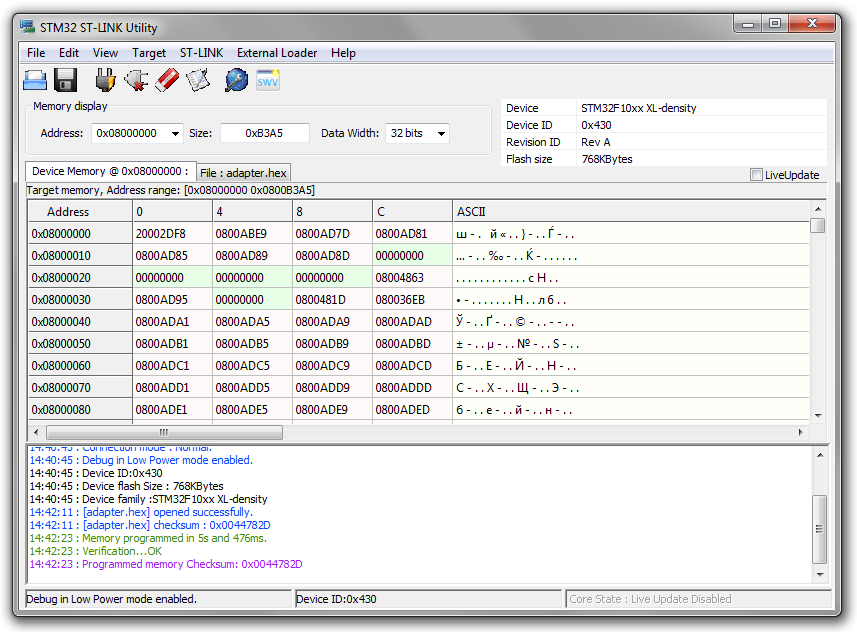 STM32 ST-LINK Utility
File Edit View Target ST-LINK External Loader Help
SWV
Memory display
Address: 0x08000000 Size: 0xB3A5 Data Width: 32 bits
Device STM32F10xx XL-density
Device ID 0x430
Revision ID Rev A
Flash size 768KBytes
LiveUpdate
Device Memory @ 0x08000000 : File : adapter.hex
Target memory, Address range: [0x08000000 0x0800B3A5]
Address 0 4 8 C ASCII
0x08000000 20002DF8 0800ABE9 0800AD7D 0800AD81 ш-. й«..}-..Ѓ-..
0x08000010 0800AD85 0800AD89 0800AD8D 00000000 …-..‰-..Ќ-......
0x08000020 00000000 00000000 00000000 08004863 ............cH..
0x08000030 0800AD95 00000000 0800481D 080036EB •-.......H..л6..
0x08000040 0800ADA1 0800ADA5 0800ADA9 0800ADAD Ў-..Ґ-..©-..--..
0x08000050 0800ADB1 0800ADB5 0800ADB9 0800ADBD ±-..µ-..№-..Ѕ-..
0x08000060 0800ADC1 0800ADC5 0800ADC9 0800ADCD Б-..Е-..Й-..Н-..
0x08000070 0800ADD1 0800ADD5 0800ADD9 0800ADDD С-..Х-..Щ-..Э-..
0x08000080 0800ADE1 0800ADE5 0800ADE9 0800ADED б-..е-..й-..н-..
14:40:45 : Connection mode : Normal.
14:40:45 : Debug in Low Power mode enabled.
14:40:45 : Device ID:0x430
14:40:45 : Device flash Size : 768KBytes
14:40:45 : Device family :STM32F10xx XL-density
14:42:11 : [adapter.hex] opened successfully.
14:42:11 : [adapter.hex] checksum : 0x0044782D
14:42:23 : Memory programmed in 5s and 476ms.
14:42:23 : Verification...OK
14:42:23 : Programmed memory Checksum: 0x0044782D
Debug in Low Power mode enabled. Device ID:0x430 Core State : Live Update Disabled